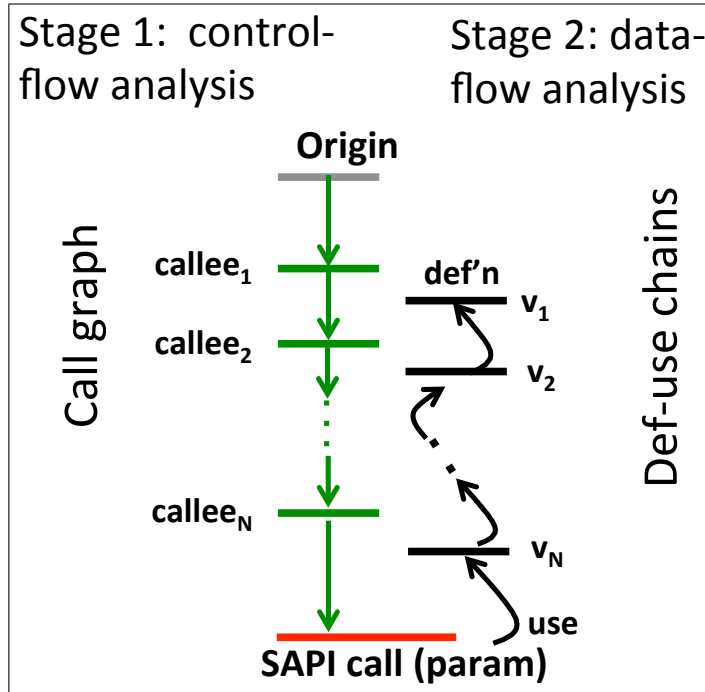 Stage 1: control-
flow analysis
Stage 2: data-
flow analysis
Origin
Call graph
callee₁
callee₂
calleeN
def'n
v₁
v₂
vN
use
Def-use chains
SAPI call (param)